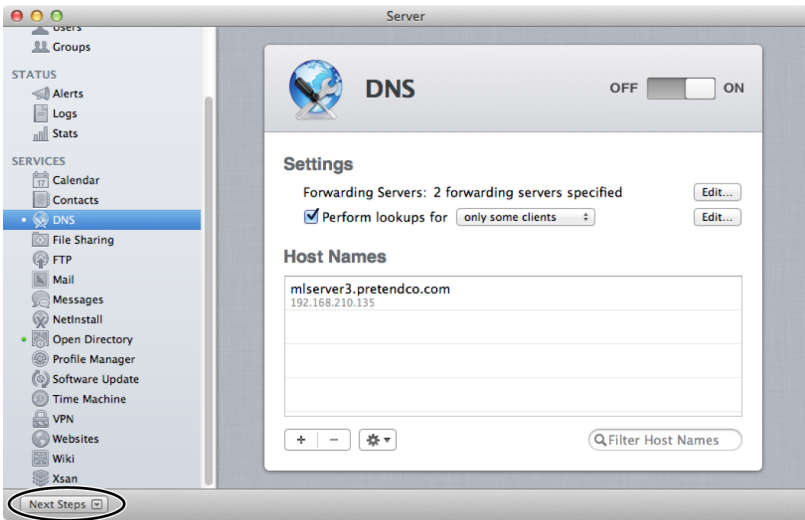 Server
Users
Groups
STATUS
Alerts
Logs
Stats
SERVICES
17
Calendar
Contacts
DNS
File Sharing
FTP
Mail
Messages
NetInstall
Open Directory
Profile Manager
Software Update
Time Machine
VPN
Websites
Wiki
Xsan
Next Steps
DNS
OFF ON
Settings
Forwarding Servers: 2 forwarding servers specified Edit...
Perform lookups for only some clients Edit...
Host Names
mlserver3.pretendco.com
192.168.210.135
+ −
Filter Host Names